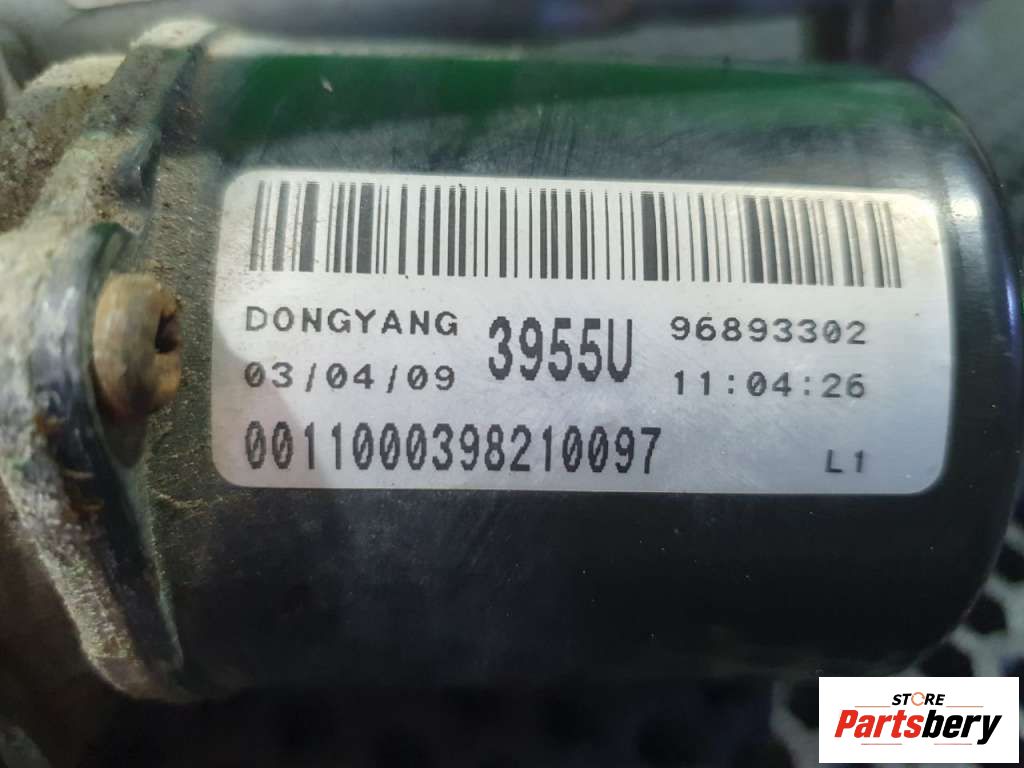 DONGYANG 3955U 96893302
03/04/09 11:04:26
0011000398210097 L1
STORE
Partsbery